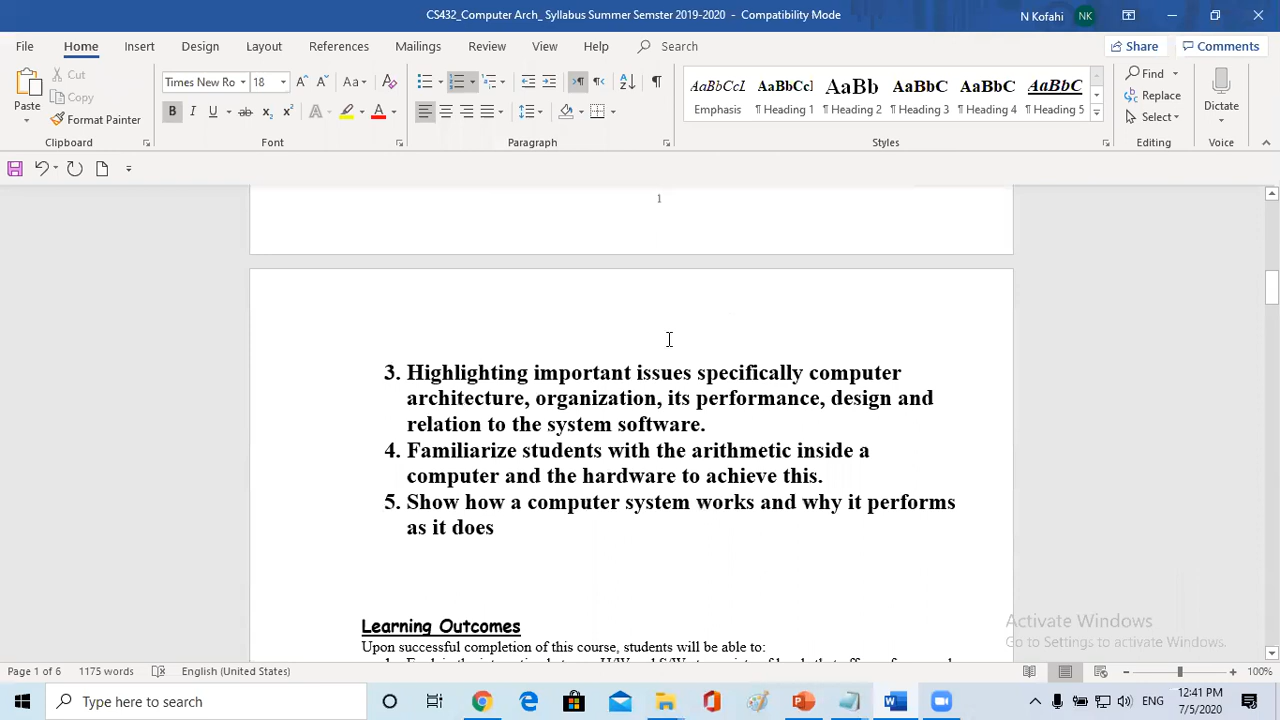 CS432_Computer Arch_ Syllabus Summer Semster 2019-2020 - Compatibility Mode
N Kofahi NK
File Home Insert Design Layout References Mailings Review View Help Search Share Comments
Cut
Copy
Format Painter
Paste
Times New Ro 18
Aa
B I U ab x₂ x² A A
AaBbCcL AaBbCc AaBb AaBbC AaBbC AaBbC
Emphasis ¶ Heading 1 ¶ Heading 2 ¶ Heading 3 ¶ Heading 4 ¶ Heading 5
Find
Replace
Select
Dictate
Clipboard Font Paragraph Styles Editing Voice
1
3. Highlighting important issues specifically computer
architecture, organization, its performance, design and
relation to the system software.
4. Familiarize students with the arithmetic inside a
computer and the hardware to achieve this.
5. Show how a computer system works and why it performs
as it does
Learning Outcomes
Upon successful completion of this course, students will be able to:
Activate Windows
Go to Settings to activate Windows.
Page 1 of 6 1175 words English (United States) 100%
Type here to search
ENG
12:41 PM
7/5/2020